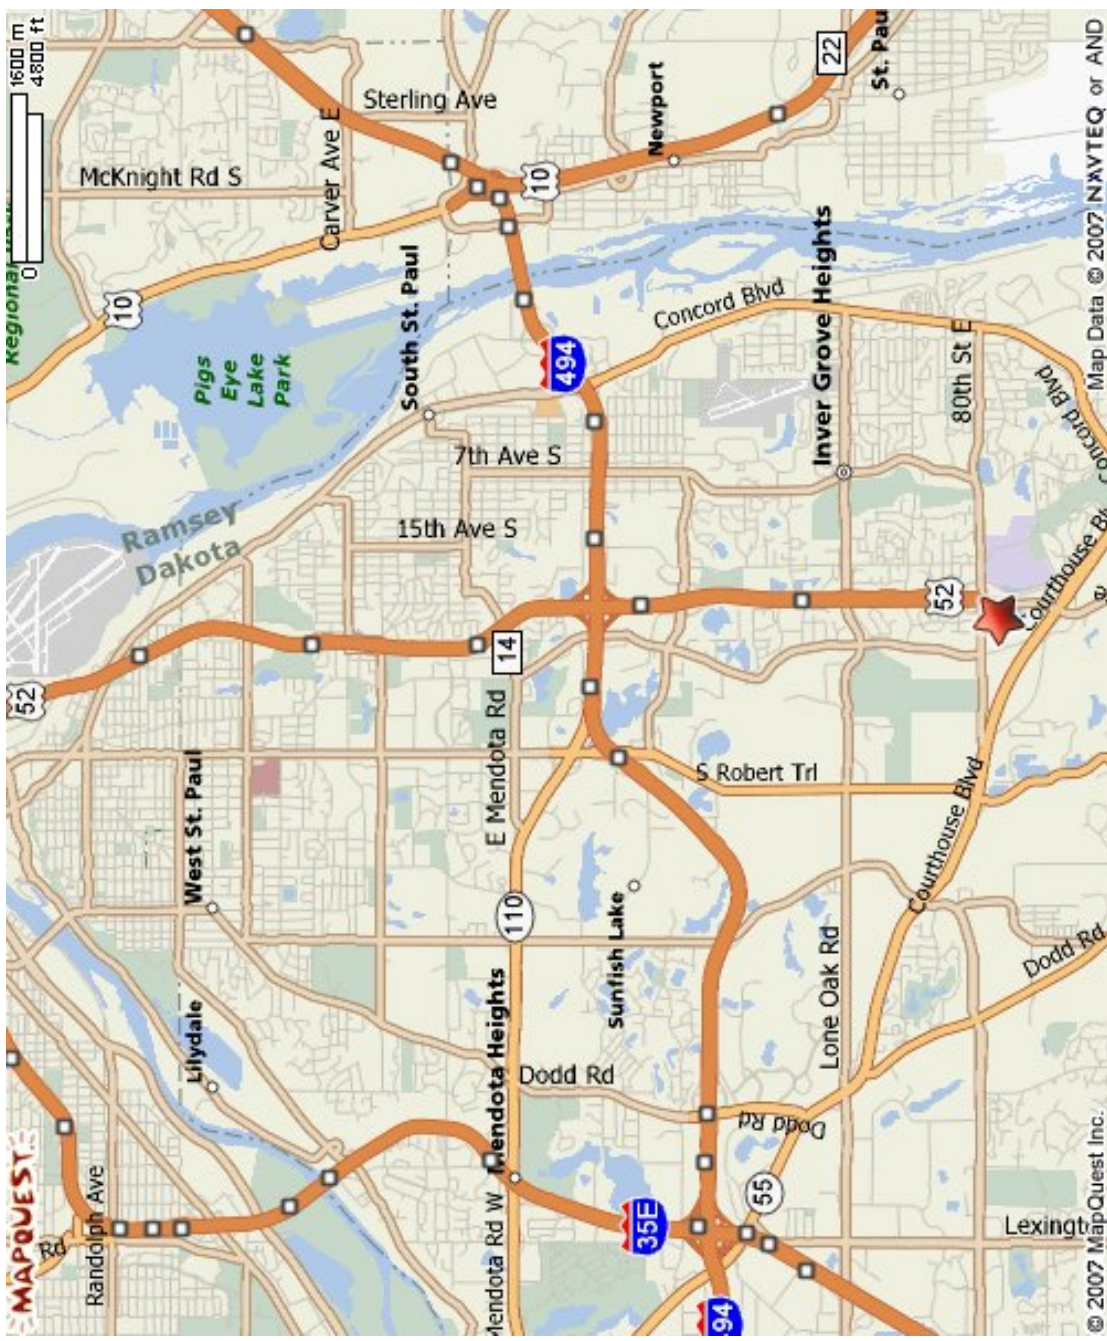 MAPQUEST
Rd
Randolph Ave
Lilydale
West St. Paul
52
Ramsey
Dakota
Pigs
Eye
Lake
Park
10
Regional
0
1600 m
4800 ft
McKnight Rd S
Carver Ave E
Sterling Ave
South St. Paul
7th Ave S
15th Ave S
14
E Mendota Rd
110
Mendota Heights
Mendota Rd W
Dodd Rd
Sunfish Lake
494
10
Newport
22
St. Pau
Concord Blvd
Inver Grove Heights
S Robert Trl
35E
94
55
Dodd Rd
Lone Oak Rd
Courthouse Blvd
52
80th St E
Concord Blvd
Concord Blvd
Courthouse Bl
Dodd Rd
Lexingt
© 2007 MapQuest Inc.
Map Data © 2007 NAVTEQ or AND